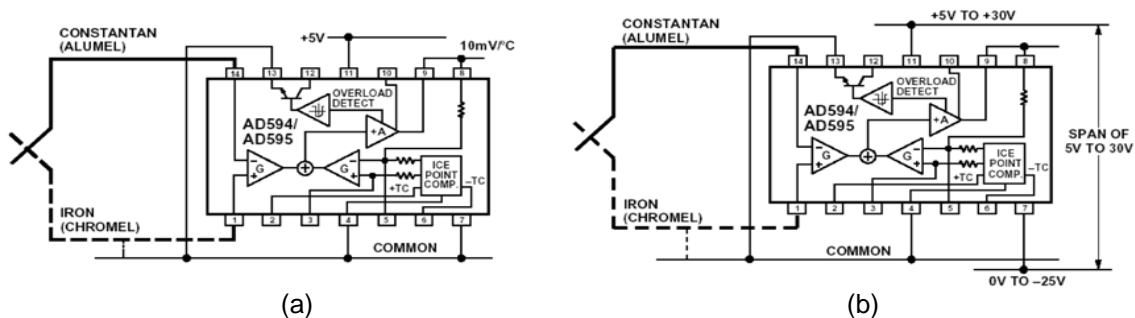 CONSTANTAN
(ALUMEL)
+5V
10mV/°C
14 13 12 11 10 9 8
OVERLOAD
DETECT
AD594/
AD595
+A
G
G
ICE
POINT
COMP.
–TC
+TC
1 2 3 4 5 6 7
IRON
(CHROMEL)
COMMON
(a)
+5V TO +30V
CONSTANTAN
(ALUMEL)
14 13 12 11 10 9 8
OVERLOAD
DETECT
AD594/
AD595
+A
G
G
ICE
POINT
COMP.
–TC
+TC
SPAN OF
5V TO 30V
1 2 3 4 5 6 7
IRON
(CHROMEL)
COMMON
0V TO –25V
(b)